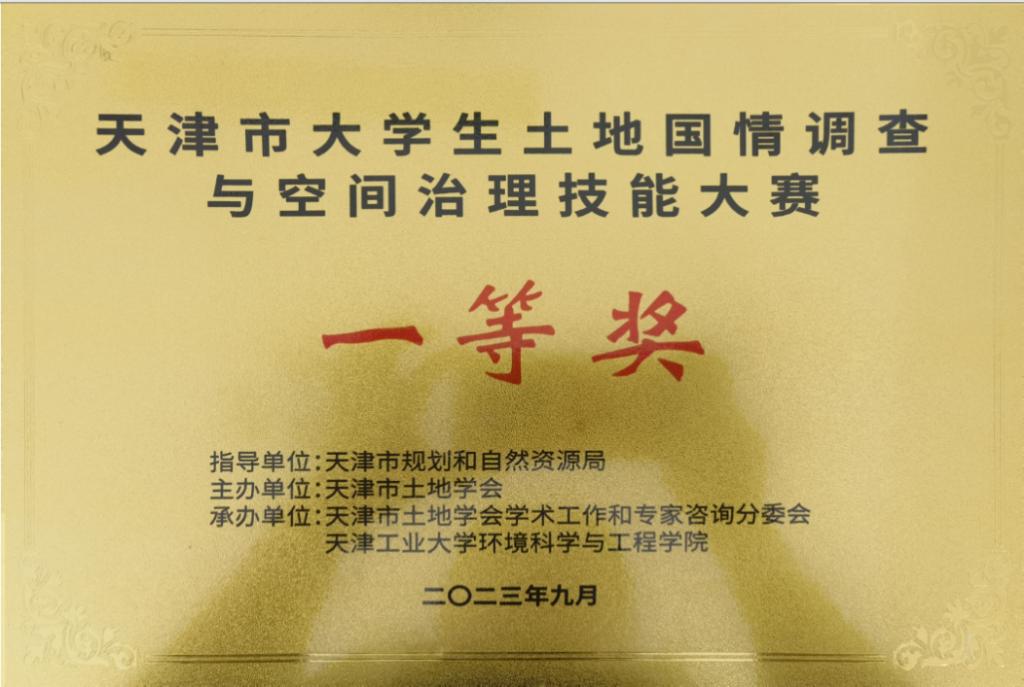 天津市大学生土地国情调查
与空间治理技能大赛
一等奖
指导单位：天津市规划和自然资源局
主办单位：天津市土地学会
承办单位：天津市土地学会学术工作和专家咨询分委会
天津工业大学环境科学与工程学院
二〇二三年九月